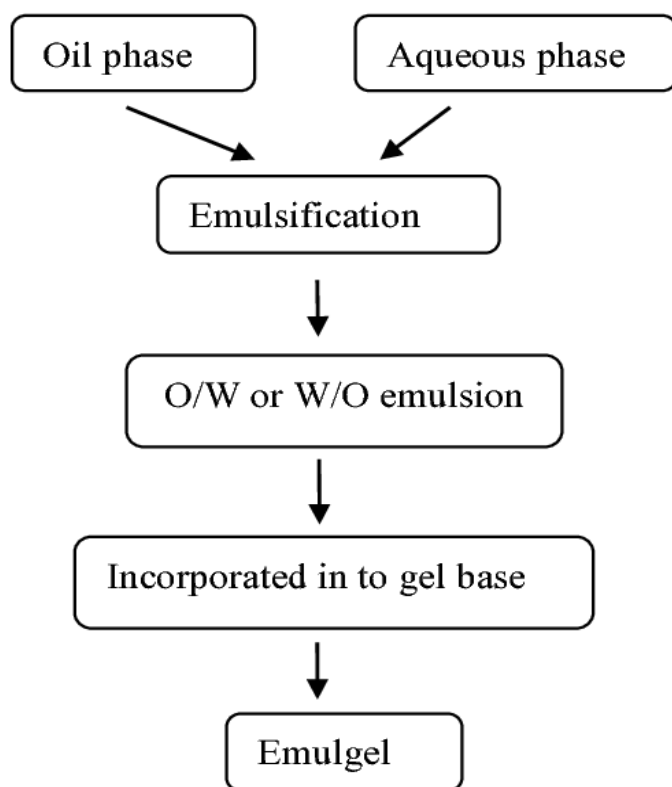 Oil phase
Aqueous phase
Emulsification
O/W or W/O emulsion
Incorporated in to gel base
Emulgel